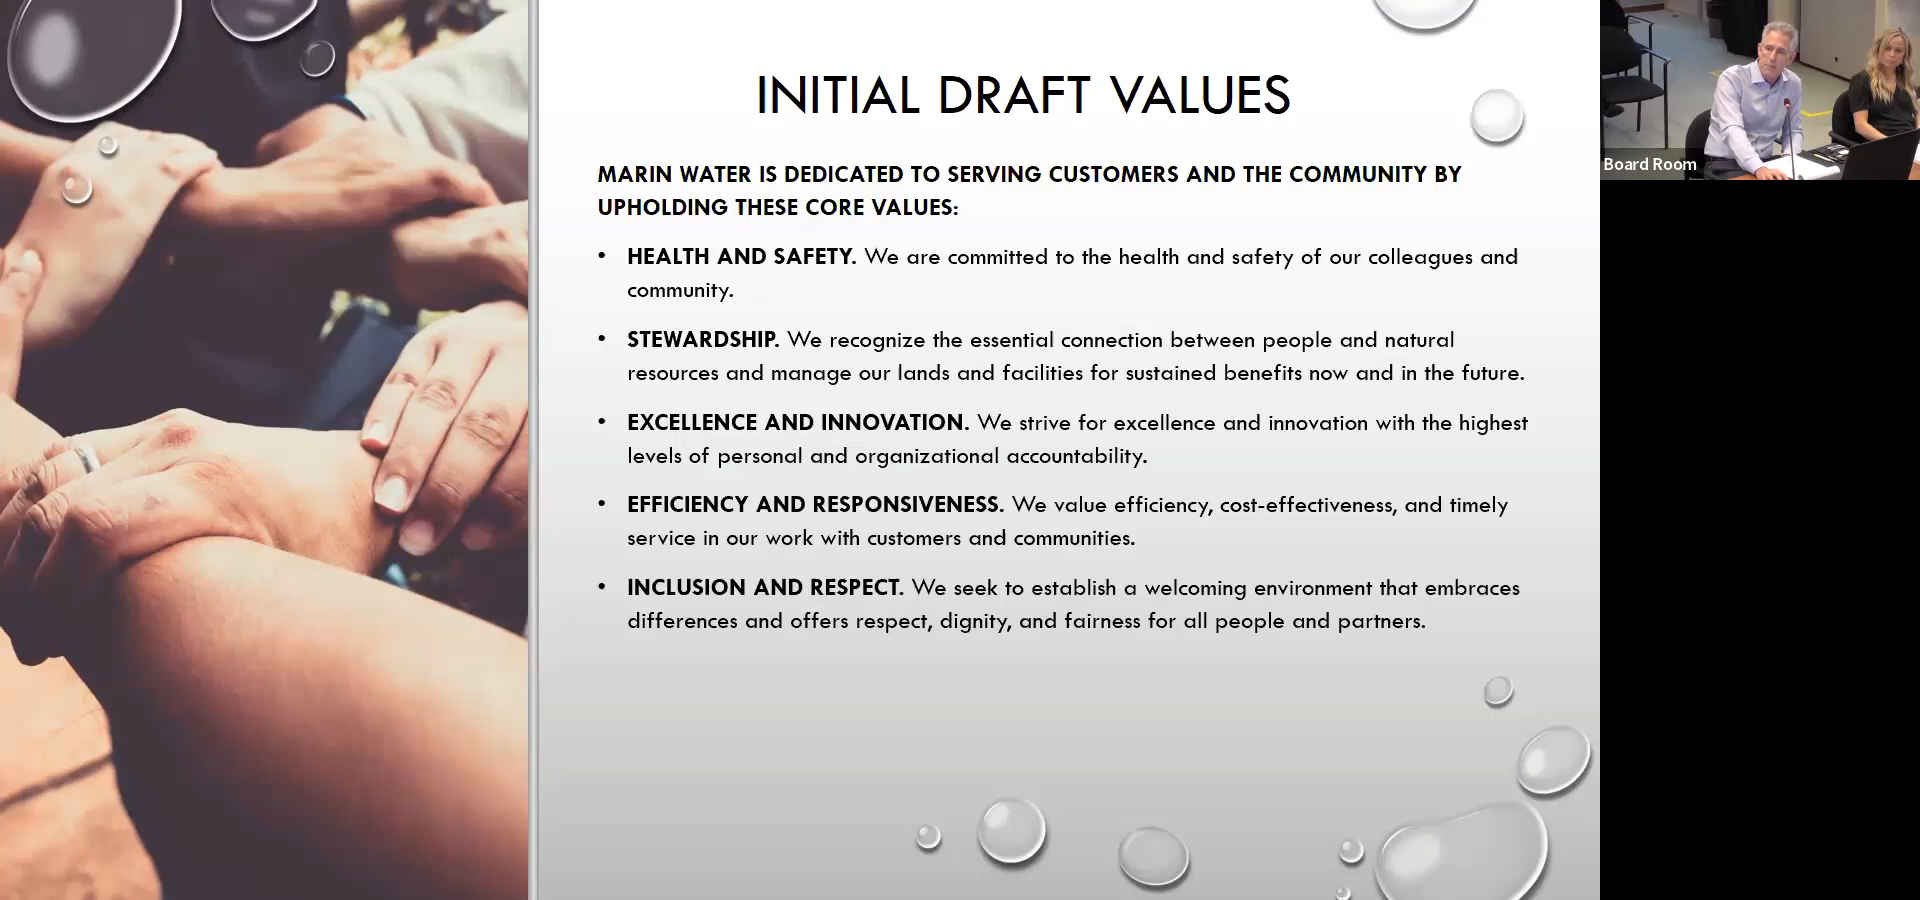 INITIAL DRAFT VALUES
MARIN WATER IS DEDICATED TO SERVING CUSTOMERS AND THE COMMUNITY BY
UPHOLDING THESE CORE VALUES:
• HEALTH AND SAFETY. We are committed to the health and safety of our colleagues and
community.
• STEWARDSHIP. We recognize the essential connection between people and natural
resources and manage our lands and facilities for sustained benefits now and in the future.
• EXCELLENCE AND INNOVATION. We strive for excellence and innovation with the highest
levels of personal and organizational accountability.
• EFFICIENCY AND RESPONSIVENESS. We value efficiency, cost-effectiveness, and timely
service in our work with customers and communities.
• INCLUSION AND RESPECT. We seek to establish a welcoming environment that embraces
differences and offers respect, dignity, and fairness for all people and partners.
Board Room